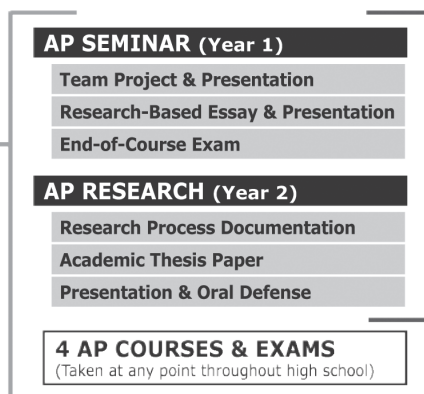 AP SEMINAR (Year 1)
Team Project & Presentation
Research-Based Essay & Presentation
End-of-Course Exam
AP RESEARCH (Year 2)
Research Process Documentation
Academic Thesis Paper
Presentation & Oral Defense
4 AP COURSES & EXAMS
(Taken at any point throughout high school)